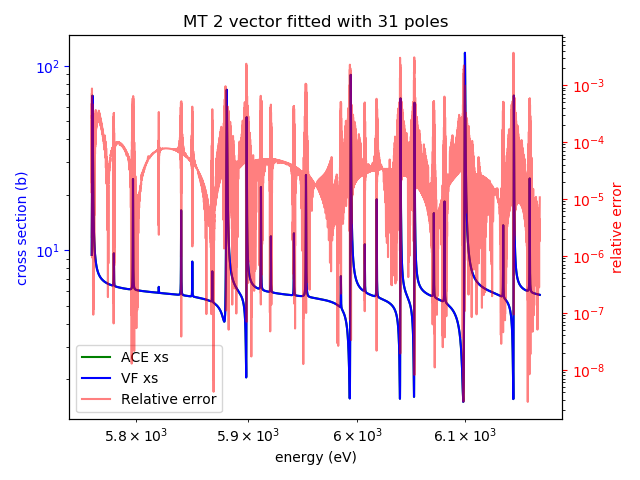 MT 2 vector fitted with 31 poles
10²
10¹
cross section (b)
10⁻³
10⁻⁴
10⁻⁵
10⁻⁶
10⁻⁷
10⁻⁸
relative error
ACE xs
VF xs
Relative error
5.8 × 10³
5.9 × 10³
6 × 10³
6.1 × 10³
energy (eV)